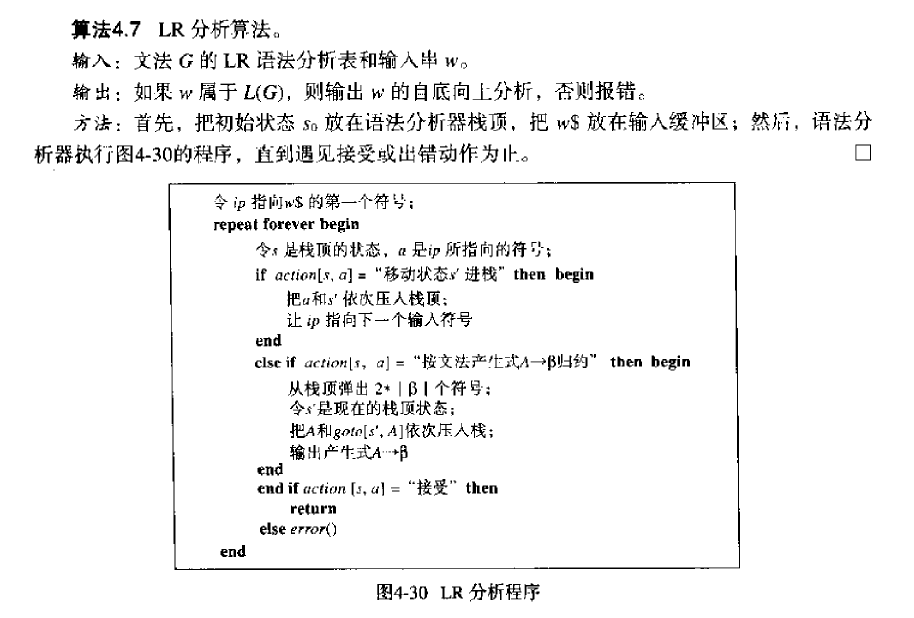 算法4.7 LR 分析算法。
输入：文法 G 的 LR 语法分析表和输入串 w。
输出：如果 w 属于 L(G)，则输出 w 的自底向上分析，否则报错。
方法：首先，把初始状态 s₀ 放在语法分析器栈顶，把 w$ 放在输入缓冲区；然后，语法分
析器执行图4-30的程序，直到遇见接受或出错动作为止。 □
令 ip 指向w$ 的第一个符号；
repeat forever begin
令s 是栈顶的状态，a 是ip 所指向的符号；
if action[s, a] = “移动状态s′ 进栈” then begin
把a和s′ 依次压入栈顶；
让 ip 指向下一个输入符号
end
else if action[s, a] = “按文法产生式A→β归约” then begin
从栈顶弹出 2* | β | 个符号；
令s′是现在的栈顶状态；
把A和goto[s′, A]依次压入栈；
输出产生式A→β
end
end if action [s, a] = “接受” then
return
else error()
end
图4-30 LR 分析程序